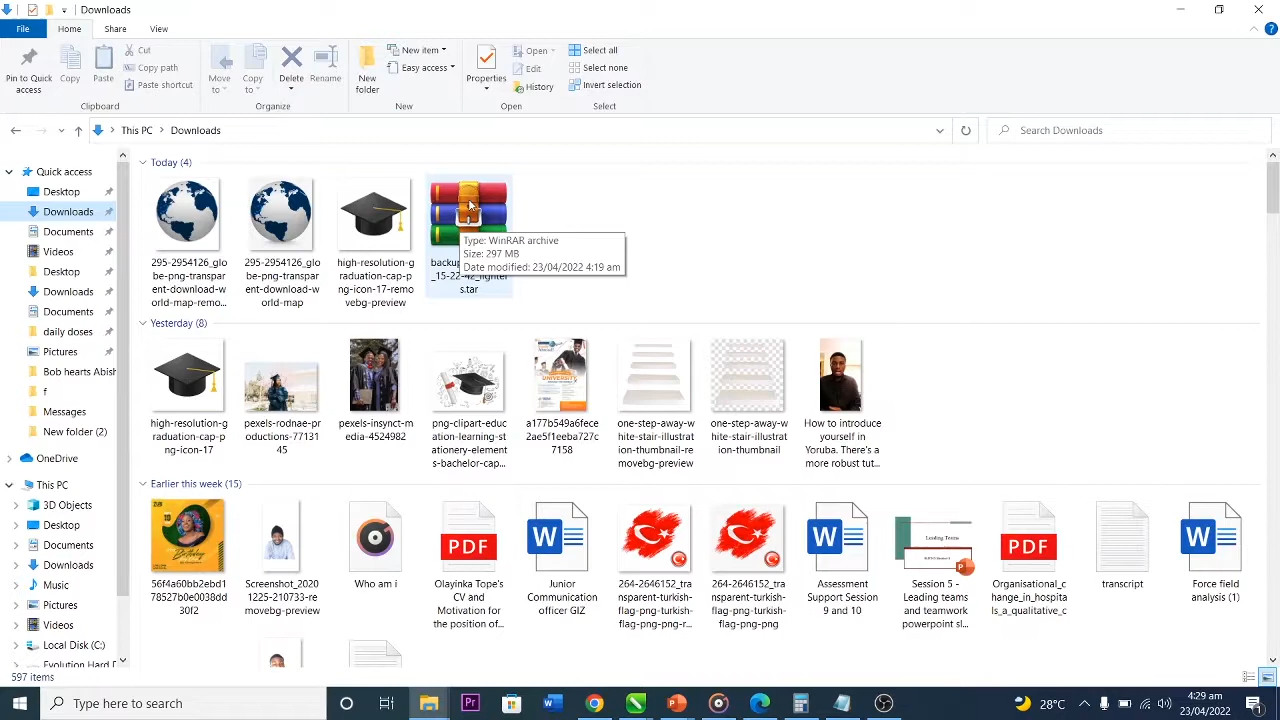 Downloads
File
Home
Share
View
Pin to Quick
access
Copy
Paste
Cut
Copy path
Paste shortcut
Clipboard
Move
to
Copy
to
Delete
Rename
Organize
New
folder
New item
Easy access
New
Properties
Open
Edit
History
Open
Select all
Select none
Invert selection
Select
This PC
Downloads
Search Downloads
Quick access
Desktop
Downloads
Documents
Videos
Desktop
Downloads
Documents
daily doses
Pictures
Bob hearts Abish
f
Messages
New folder (2)
OneDrive
This PC
3D Objects
Desktop
Documents
Downloads
Music
Pictures
Videos
Local Disk (C:)
Today (4)
295-2954126_globe-png-transparent-download-world-map-remo...
295-2954126_globe-png-transparent-download-world-map
high-resolution-graduation-cap-png-icon-17-removebg-preview
s.tar
Type: WinRAR archive
Size: 297 MB
Date modified: 23/04/2022 4:19 am
Yesterday (8)
high-resolution-graduation-cap-png-icon-17
pexels-rodnae-productions-7713145
pexels-insynct-media-4524982
png-clipart-education-learning-stationery-elements-bachelor-cap...
UNIVERSITY
a177b549a6fece2ae5f1eeba727c7158
one-step-away-white-stair-illustration-thumbnail-removebg-preview
one-step-away-white-stair-illustration-thumbnail
How to introduce yourself in Yoruba. There's a more robust tut...
Earlier this week (15)
56f4a60bb2ebd178527b0e0038dd30f2
Screenshot_20201225-210733-removebg-preview
Who am i
PDF
Olayinka Tope's CV and Motivation for the position of...
W
Junior Communication officer GIZ
264-2646152_transparent-turkish-flag-png-png-r...
264-2646152_transparent-turkish-flag-png-png
W
Assessment Support Session 9 and 10
Leading Teams
Session 5 - Leading teams and teamwork powerpoint sl...
PDF
Organisational_change_in_hospitals_a_qualitative_c
transcript
W
Force field analysis (1)
597 items
Type here to search
Pr
28°C
4:29 am
23/04/2022